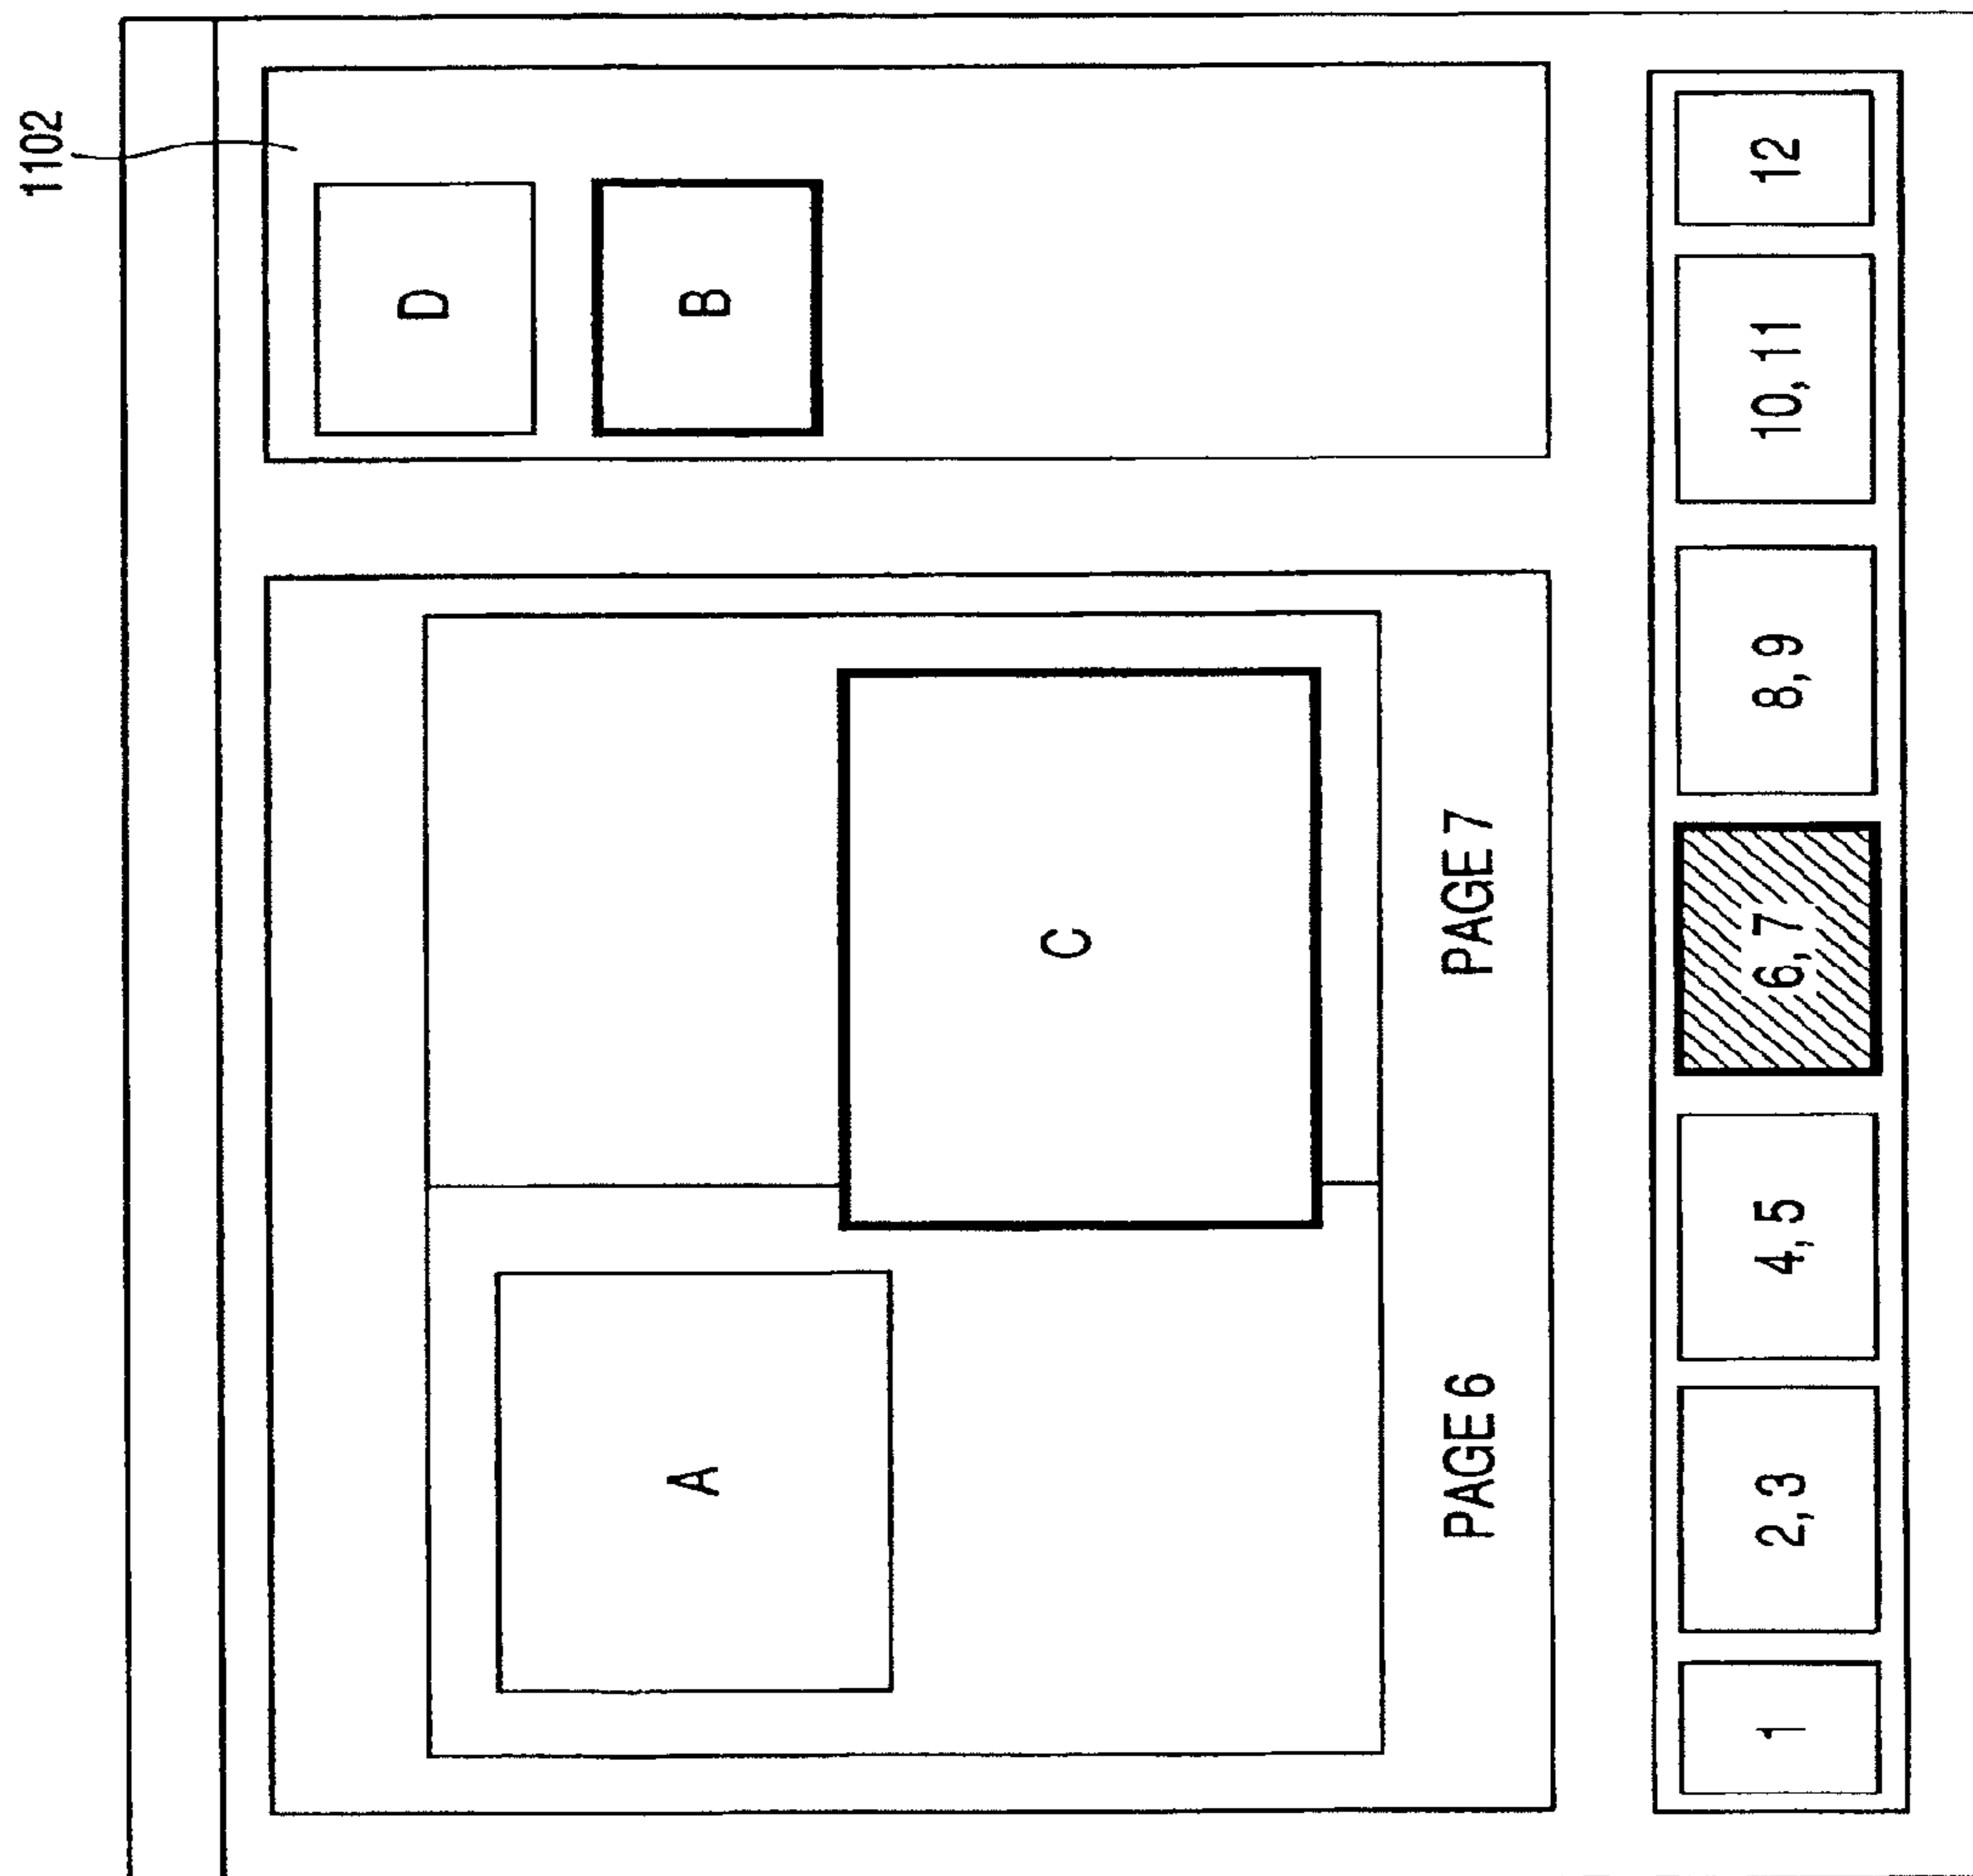 1102
D
B
A
C
PAGE 6
PAGE 7
1
2, 3
4, 5
6, 7
8, 9
10, 11
12